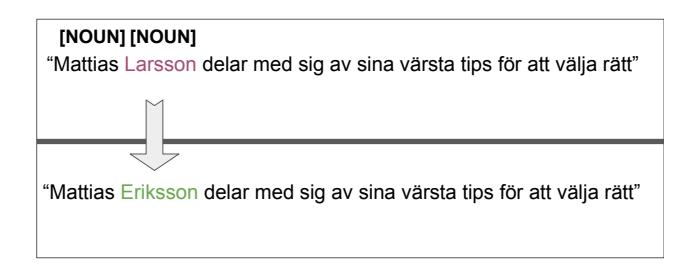 [NOUN] [NOUN]
“Mattias Larsson delar med sig av sina värsta tips för att välja rätt”
“Mattias Eriksson delar med sig av sina värsta tips för att välja rätt”